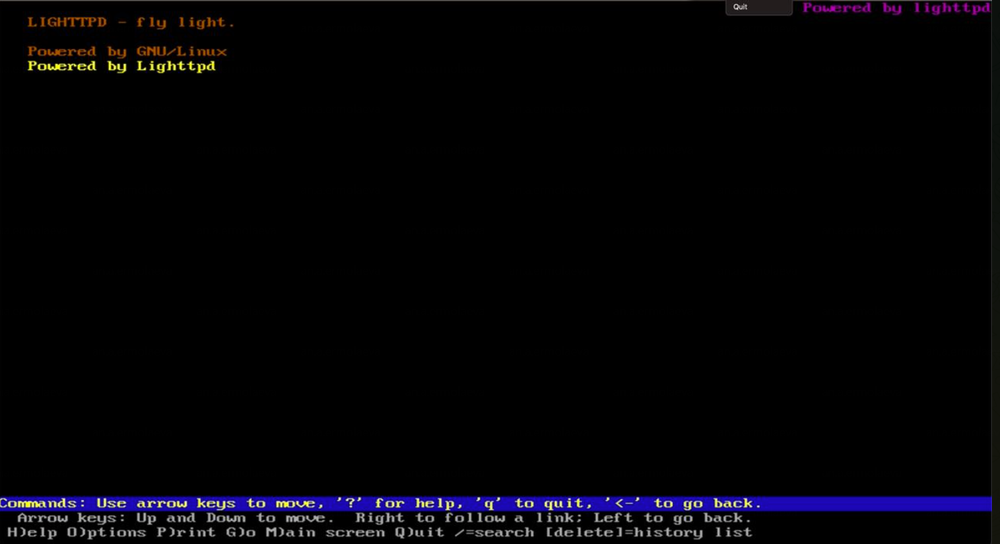 Quit
Powered by lighttpd
LIGHTTPD - fly light.
Powered by GNU/Linux
Powered by Lighttpd
Commands: Use arrow keys to move, '?' for help, 'q' to quit, '<-' to go back.
Arrow keys: Up and Down to move. Right to follow a link; Left to go back.
H)elp O)ptions P)rint G)o M)ain screen Q)uit /=search [delete]=history list